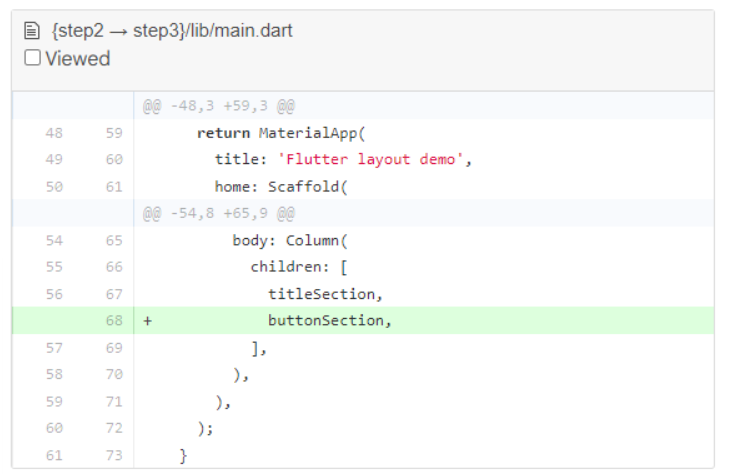 {step2 → step3}/lib/main.dart
Viewed
@@ -48,3 +59,3 @@
48 59 return MaterialApp(
49 60 title: 'Flutter layout demo',
50 61 home: Scaffold(
@@ -54,8 +65,9 @@
54 65 body: Column(
55 66 children: [
56 67 titleSection,
68 + buttonSection,
57 69 ],
58 70 ),
59 71 ),
60 72 );
61 73 }